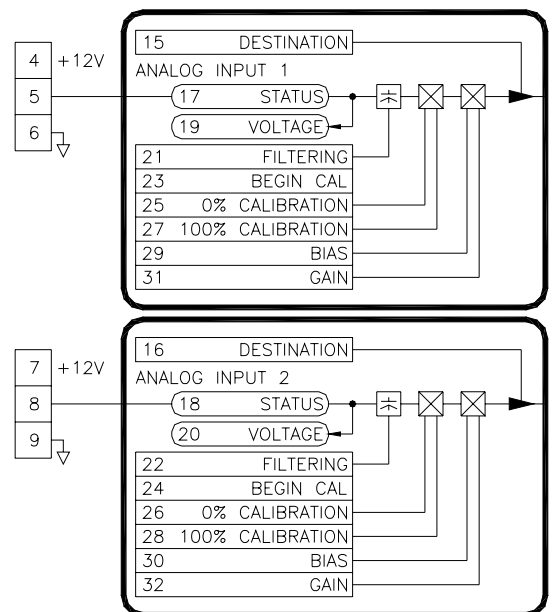 15 DESTINATION
4 +12V
ANALOG INPUT 1
5
17 STATUS
6
19 VOLTAGE
21 FILTERING
23 BEGIN CAL
25 0% CALIBRATION
27 100% CALIBRATION
29 BIAS
31 GAIN
16 DESTINATION
7 +12V
ANALOG INPUT 2
8
18 STATUS
9
20 VOLTAGE
22 FILTERING
24 BEGIN CAL
26 0% CALIBRATION
28 100% CALIBRATION
30 BIAS
32 GAIN